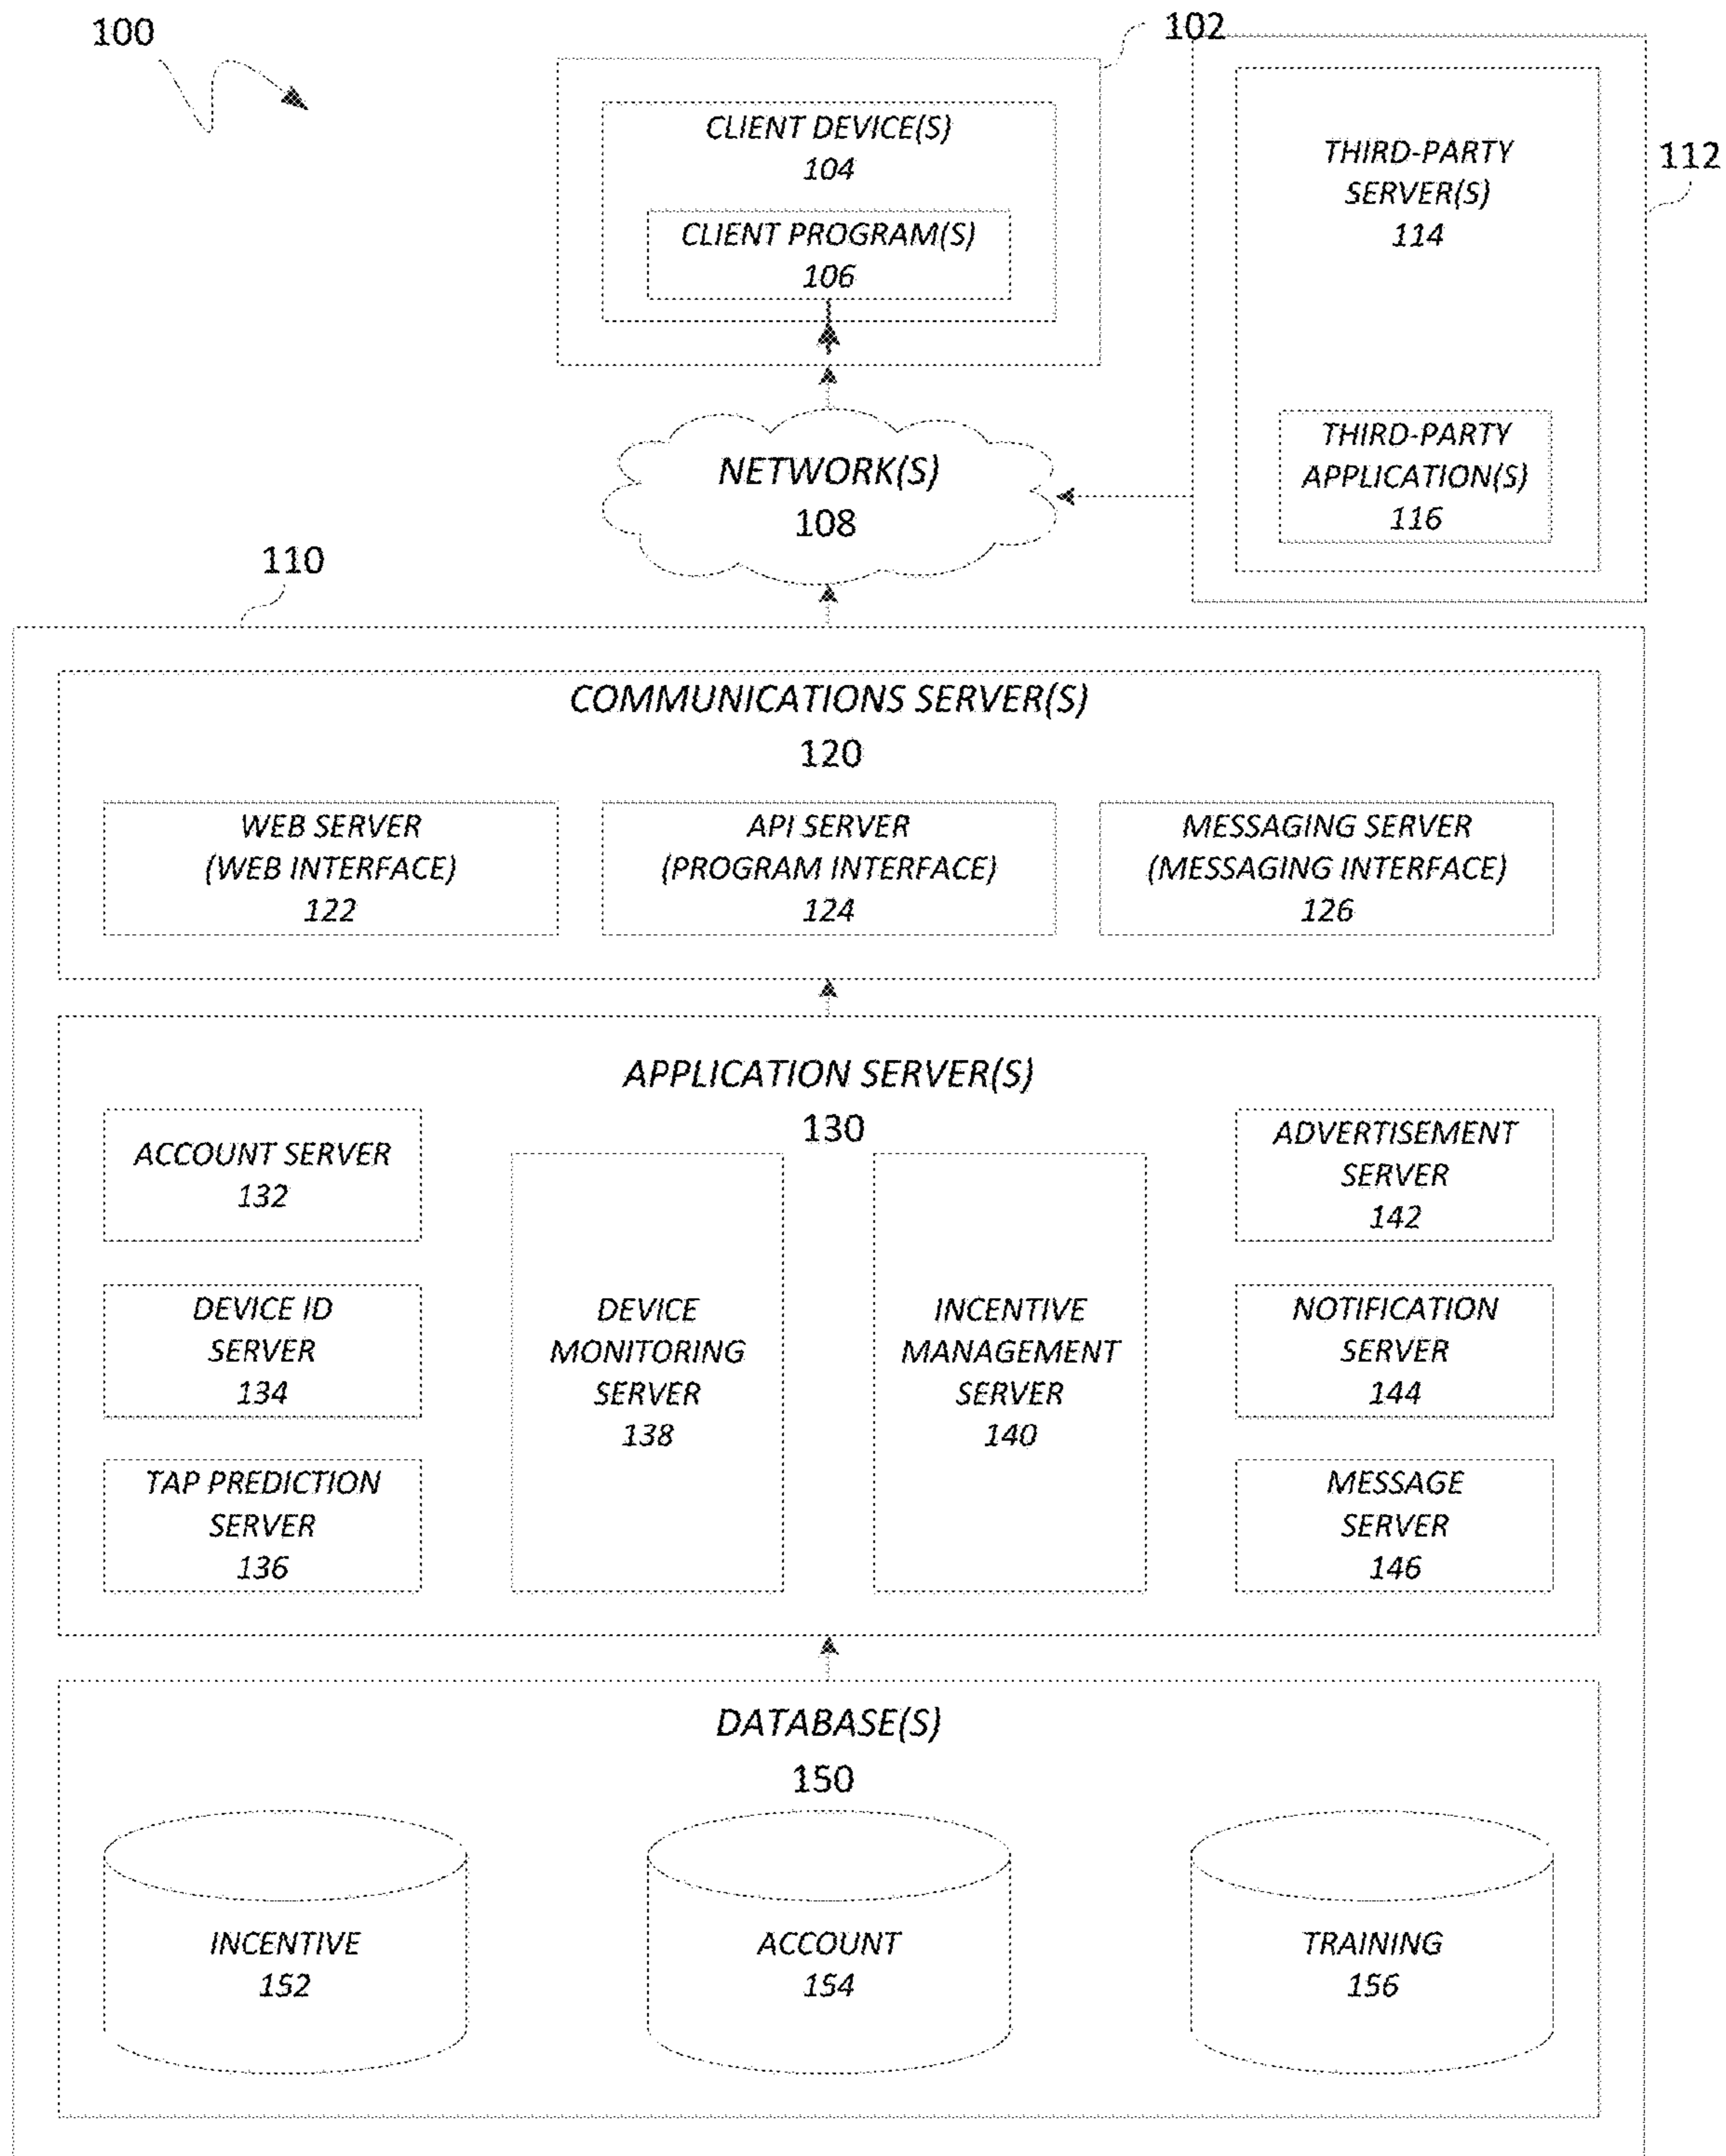 100
102
CLIENT DEVICE(S)
104
CLIENT PROGRAM(S)
106
112
THIRD-PARTY
SERVER(S)
114
THIRD-PARTY
APPLICATION(S)
116
NETWORK(S)
108
110
COMMUNICATIONS SERVER(S)
120
WEB SERVER
(WEB INTERFACE)
122
API SERVER
(PROGRAM INTERFACE)
124
MESSAGING SERVER
(MESSAGING INTERFACE)
126
APPLICATION SERVER(S)
130
ACCOUNT SERVER
132
DEVICE ID
SERVER
134
TAP PREDICTION
SERVER
136
DEVICE
MONITORING
SERVER
138
INCENTIVE
MANAGEMENT
SERVER
140
ADVERTISEMENT
SERVER
142
NOTIFICATION
SERVER
144
MESSAGE
SERVER
146
DATABASE(S)
150
INCENTIVE
152
ACCOUNT
154
TRAINING
156